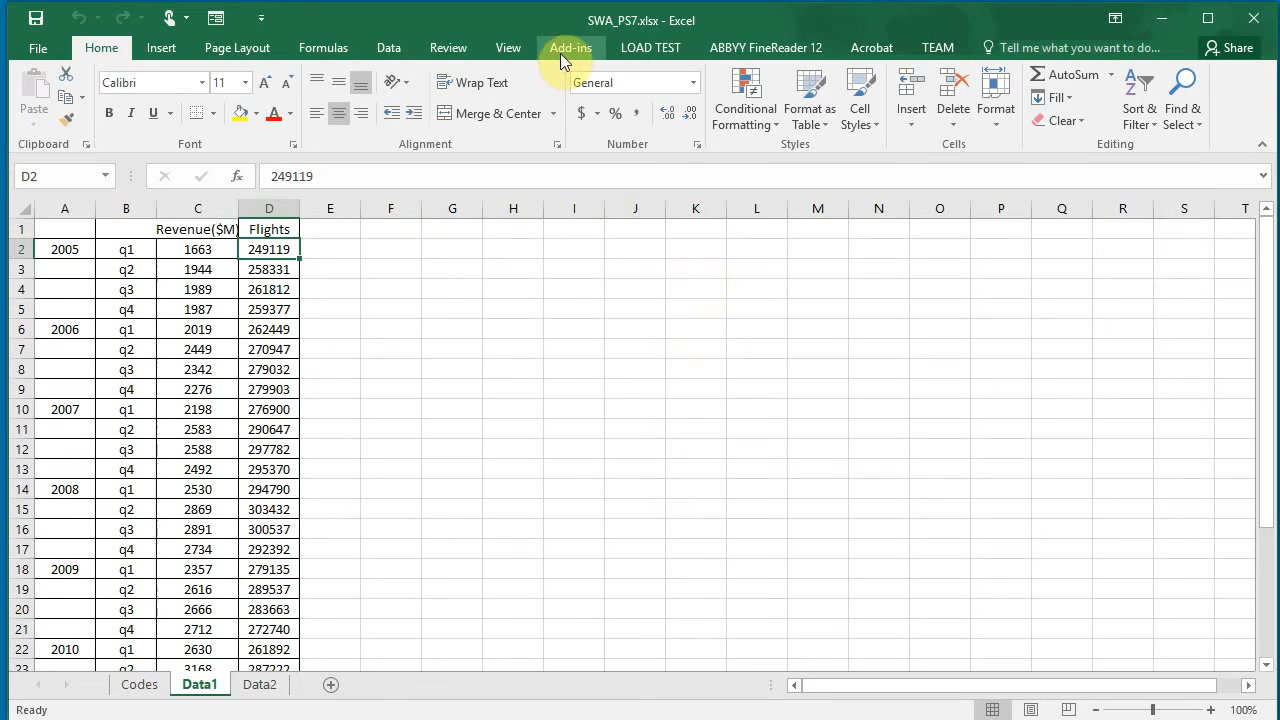 SWA_PS7.xlsx - Excel
File Home Insert Page Layout Formulas Data Review View Add-ins LOAD TEST ABBYY FineReader 12 Acrobat TEAM Tell me what you want to do... Share
Paste Calibri 11 A A Wrap Text General Conditional Formatting Format as Table Cell Styles Insert Delete Format AutoSum Sort & Filter Find & Select
B I U A Merge & Center $ % , Fill
Clear
Clipboard Font Alignment Number Styles Cells Editing
D2 fx 249119
A B C D E F G H I J K L M N O P Q R S T
1 Revenue($M) Flights
2 2005 q1 1663 249119
3 q2 1944 258331
4 q3 1989 261812
5 q4 1987 259377
6 2006 q1 2019 262449
7 q2 2449 270947
8 q3 2342 279032
9 q4 2276 279903
10 2007 q1 2198 276900
11 q2 2583 290647
12 q3 2588 297782
13 q4 2492 295370
14 2008 q1 2530 294790
15 q2 2869 303432
16 q3 2891 300537
17 q4 2734 292392
18 2009 q1 2357 279135
19 q2 2616 289537
20 q3 2666 283663
21 q4 2712 272740
22 2010 q1 2630 261892
23 q2 3168 287222
Codes Data1 Data2
Ready 100%